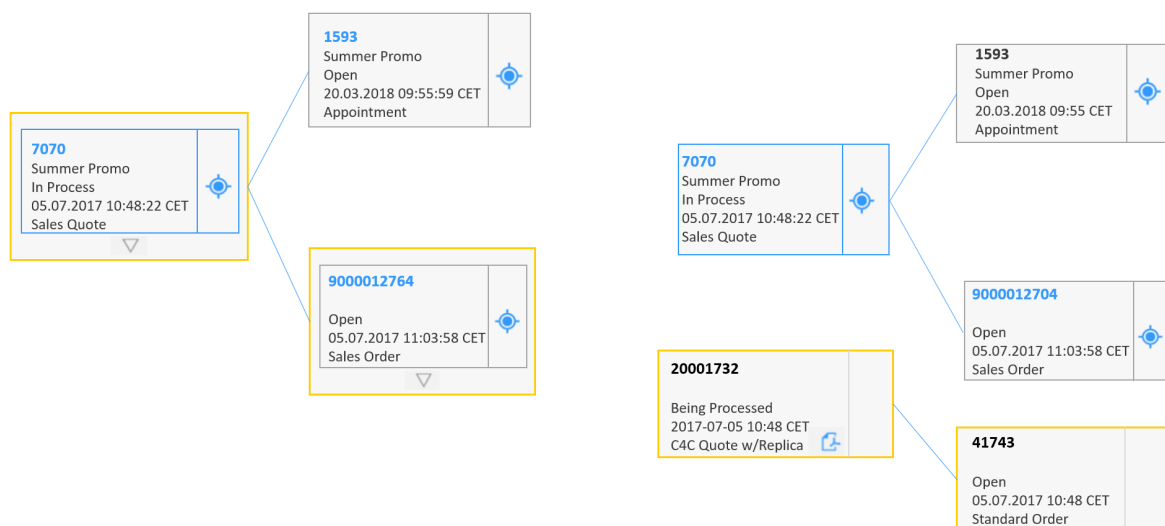 1593
Summer Promo
Open
20.03.2018 09:55:59 CET
Appointment
7070
Summer Promo
In Process
05.07.2017 10:48:22 CET
Sales Quote
9000012764
Open
05.07.2017 11:03:58 CET
Sales Order
1593
Summer Promo
Open
20.03.2018 09:55 CET
Appointment
7070
Summer Promo
In Process
05.07.2017 10:48:22 CET
Sales Quote
9000012704
Open
05.07.2017 11:03:58 CET
Sales Order
20001732
Being Processed
2017-07-05 10:48 CET
C4C Quote w/Replica
41743
Open
05.07.2017 10:48 CET
Standard Order